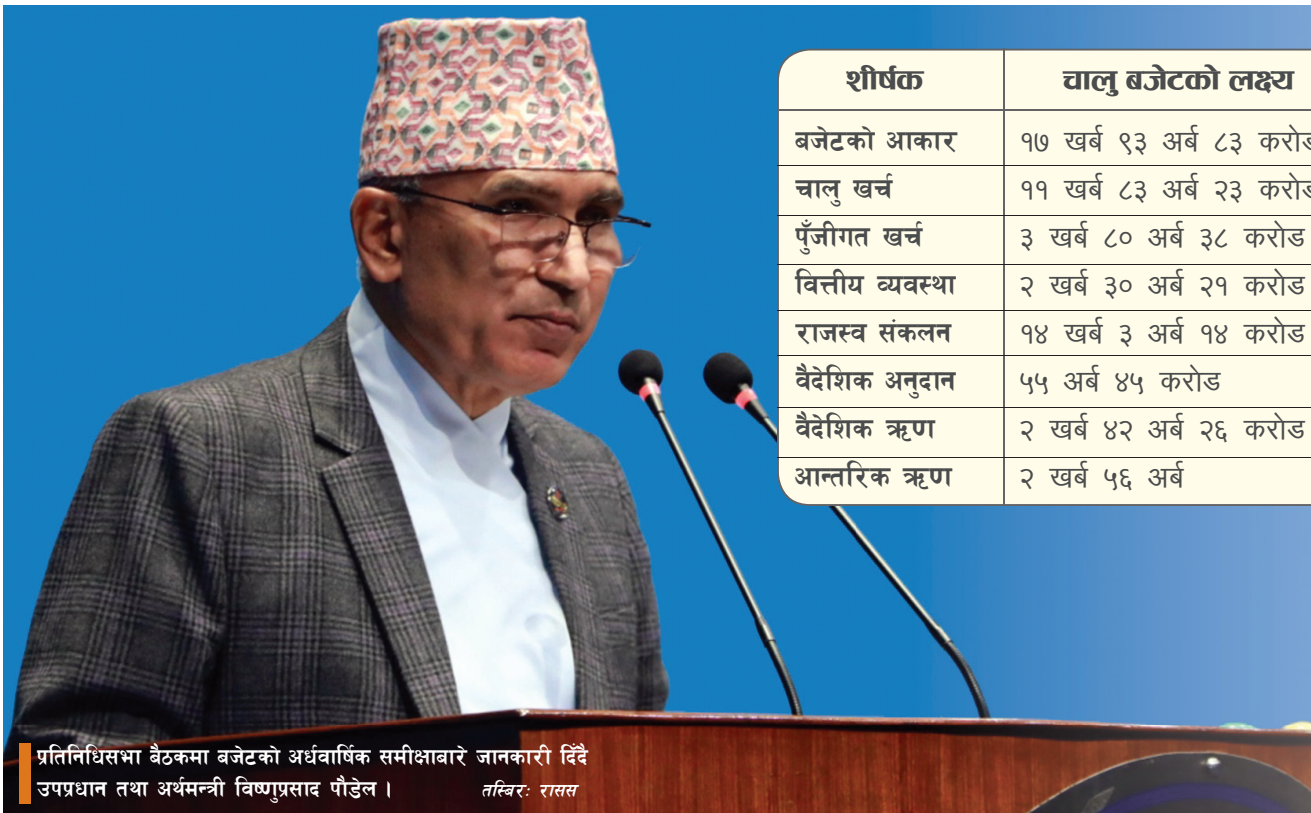 शीर्षक चालु बजेटको लक्ष्य
बजेटको आकार १७ खर्ब ९३ अर्ब ८३ करोड
चालु खर्च ११ खर्ब ८३ अर्ब २३ करोड
पुँजीगत खर्च ३ खर्ब ८० अर्ब ३८ करोड
वित्तीय व्यवस्था २ खर्ब ३० अर्ब २१ करोड
राजस्व संकलन १४ खर्ब ३ अर्ब १४ करोड
वैदेशिक अनुदान ५५ अर्ब ४५ करोड
वैदेशिक ऋण २ खर्ब ४२ अर्ब २६ करोड
आन्तरिक ऋण २ खर्ब ५६ अर्ब
प्रतिनिधिसभा बैठकमा बजेटको अर्धवार्षिक समीक्षाबारे जानकारी दिँदै
उपप्रधान तथा अर्थमन्त्री विष्णुप्रसाद पौडेल । तस्बिरः रासस